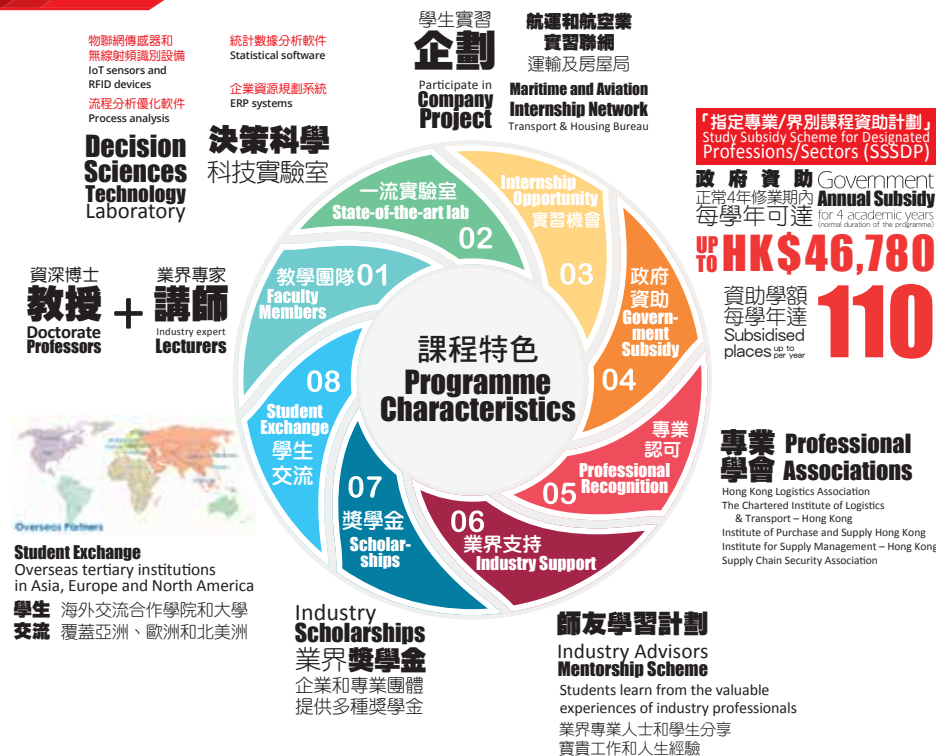 物聯網傳感器和
無線射頻識別設備
IoT sensors and
RFID devices
流程分析優化軟件
Process analysis
統計數據分析軟件
Statistical software
企業資源規劃系統
ERP systems
Decision
Sciences
Technology
Laboratory
決策科學
科技實驗室
學生實習
企劃
Participate in
Company
Project
航運和航空業
實習聯網
運輸及房屋局
Maritime and Aviation
Internship Network
Transport & Housing Bureau
「指定專業/界別課程資助計劃」
Study Subsidy Scheme for Designated
Professions/Sectors (SSSDP)
政府資助 Government
正常4年修業期內 Annual Subsidy
每學年可達 for 4 academic years
(normal duration of the programme)
UP TO HK$46,780
資助學額
每學年達
Subsidised
places up to per year
110
資深博士
教授
Doctorate
Professors
+
業界專家
講師
Industry expert
Lecturers
課程特色
Programme
Characteristics
教學團隊 01
Faculty
Members
一流實驗室
State-of-the-art lab
02
Internship
Opportunity
實習機會
03
政府
資助
Govern-
ment
Subsidy
04
專業
認可
Professional
05 Recognition
06
業界支持
Industry Support
07
獎學金
Scholar-
ships
08
Student
Exchange
學生
交流
Overseas Partners
Student Exchange
Overseas tertiary institutions
in Asia, Europe and North America
學生 海外交流合作學院和大學
交流 覆蓋亞洲、歐洲和北美洲
Industry
Scholarships
業界獎學金
企業和專業團體
提供多種獎學金
師友學習計劃
Industry Advisors
Mentorship Scheme
Students learn from the valuable
experiences of industry professionals
業界專業人士和學生分享
寶貴工作和人生經驗
專業 Professional
學會 Associations
Hong Kong Logistics Association
The Chartered Institute of Logistics
& Transport – Hong Kong
Institute of Purchase and Supply Hong Kong
Institute for Supply Management – Hong Kong
Supply Chain Security Association